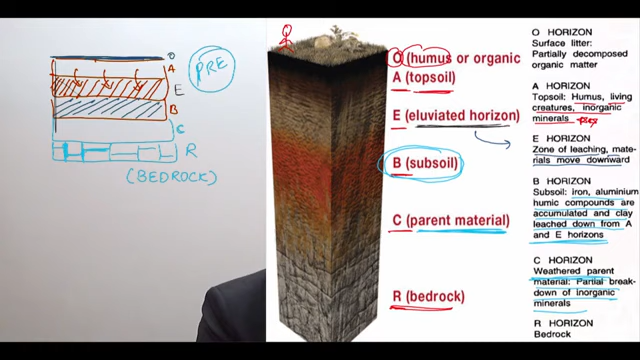 O
A
E
B
C
R
(BEDROCK)
PRE
O (humus or organic)
A (topsoil)
E (eluviated horizon)
B (subsoil)
C (parent material)
R (bedrock)
O HORIZON
Surface litter:
Partially decomposed
organic matter
A HORIZON
Topsoil: Humus, living
creatures, inorganic
minerals
E HORIZON
Zone of leaching, mate-
rials move downward
B HORIZON
Subsoil: iron, aluminium
humic compounds are
accumulated and clay
leached down from A
and E horizons
C HORIZON
Weathered parent
material: Partial break-
down of inorganic
minerals
R HORIZON
Bedrock